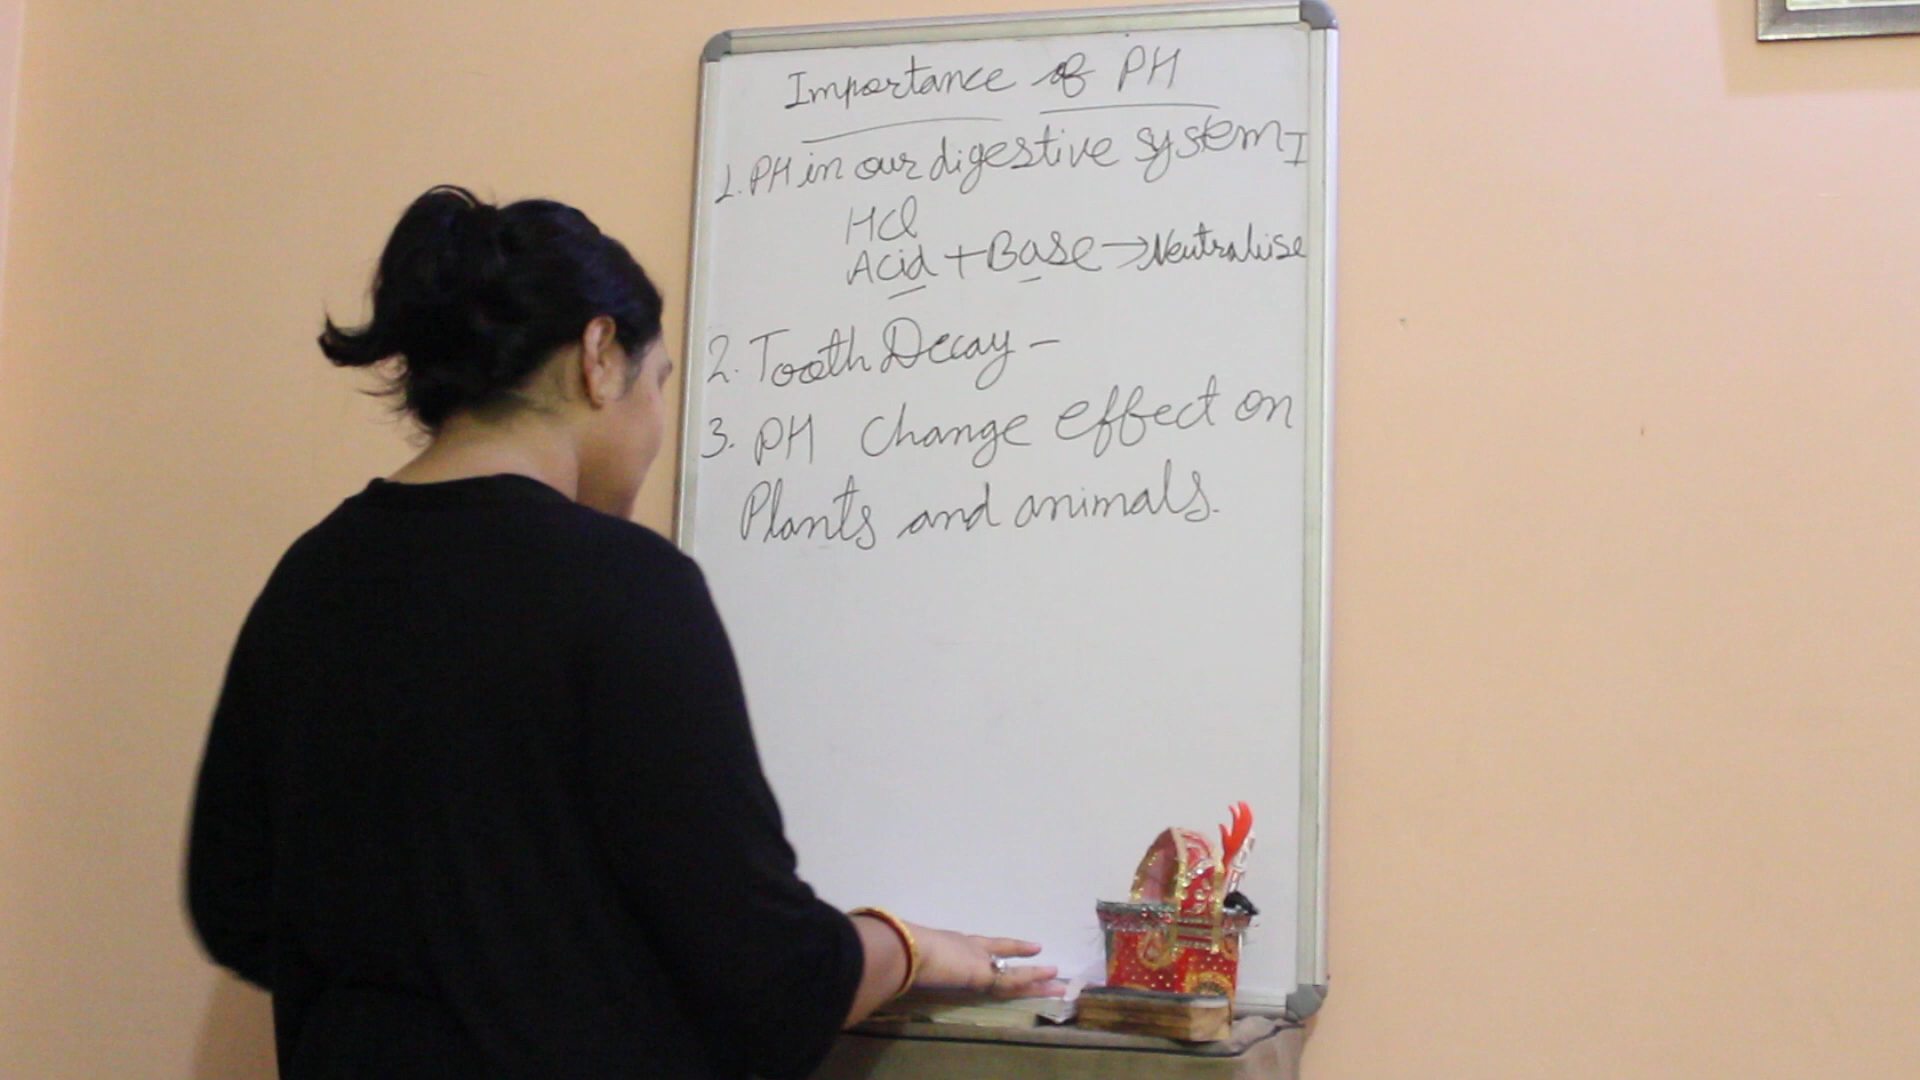 Importance of PH
1. PH in our digestive system I
HCl
Acid + Base → Neutralise
2. Tooth Decay -
3. PH change effect on
Plants and animals.